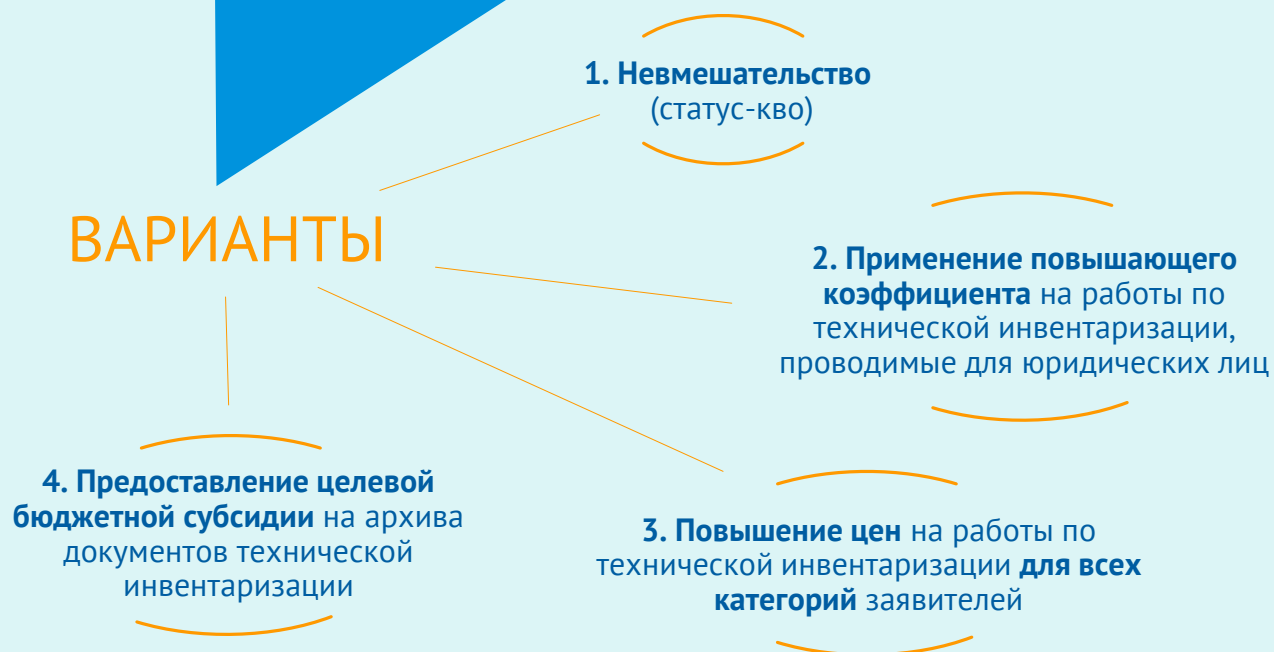 ВАРИАНТЫ
1. Невмешательство
(статус-кво)
2. Применение повышающего
коэффициента на работы по
технической инвентаризации,
проводимые для юридических лиц
3. Повышение цен на работы по
технической инвентаризации для всех
категорий заявителей
4. Предоставление целевой
бюджетной субсидии на архива
документов технической
инвентаризации